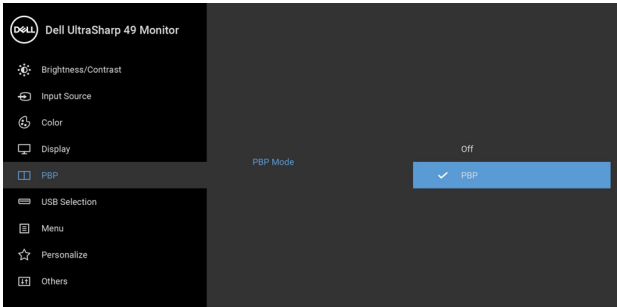 DELL Dell UltraSharp 49 Monitor
Brightness/Contrast
Input Source
Color
Display
Off
PBP Mode
PBP
PBP
USB Selection
Menu
Personalize
Others